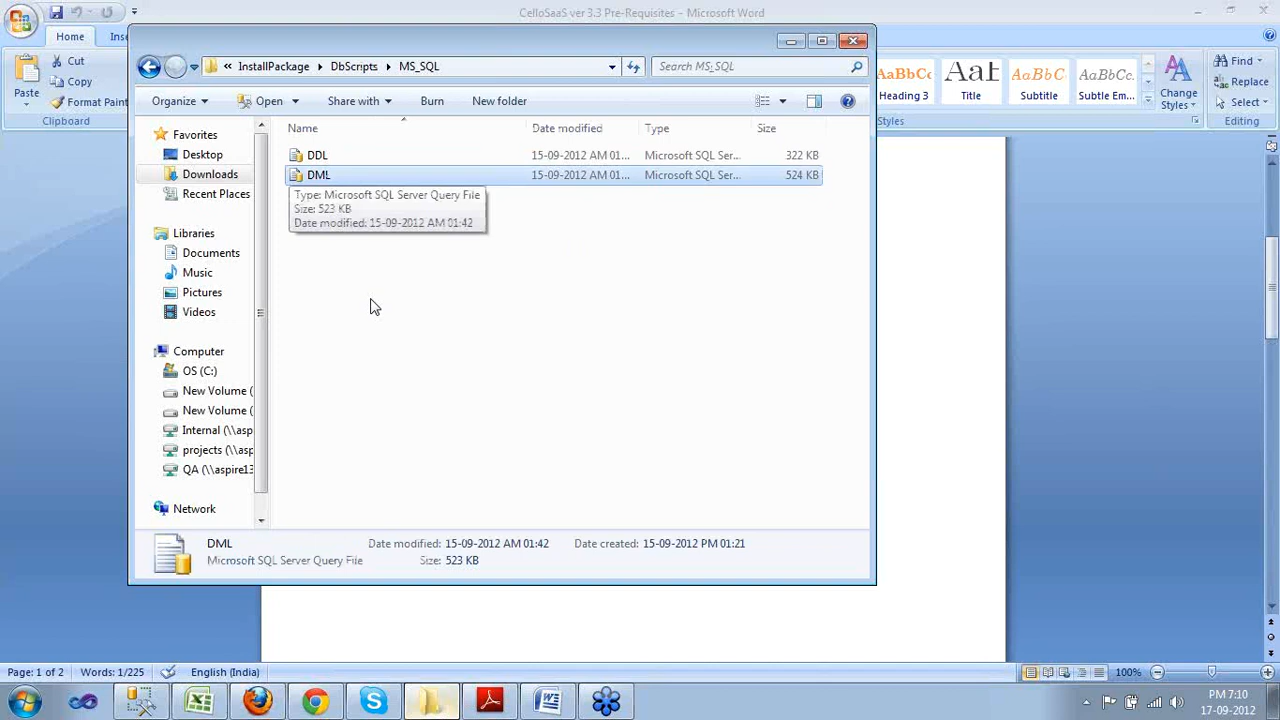 CelloSaaS ver 3.3 Pre-Requisites – Microsoft Word
Home
Ins
Cut
Copy
Format Paint
Paste
Clipboard
Heading 3
Title
Subtitle
Subtle Em...
Change Styles
Styles
Find
Replace
Select
Editing
« InstallPackage DbScripts MS_SQL
Search MS_SQL
Organize Open Share with Burn New folder
Name Date modified Type Size
DDL 15-09-2012 AM 01... Microsoft SQL Ser... 322 KB
DML 15-09-2012 AM 01... Microsoft SQL Ser... 524 KB
Type: Microsoft SQL Server Query File
Size: 523 KB
Date modified: 15-09-2012 AM 01:42
Favorites
Desktop
Downloads
Recent Places
Libraries
Documents
Music
Pictures
Videos
Computer
OS (C:)
New Volume (
New Volume (
Internal (\\asp
projects (\\asp
QA (\\aspire13
Network
DML Date modified: 15-09-2012 AM 01:42 Date created: 15-09-2012 PM 01:21
Microsoft SQL Server Query File Size: 523 KB
Page: 1 of 2 Words: 1/225 English (India) 100%
PM 7:10
17-09-2012